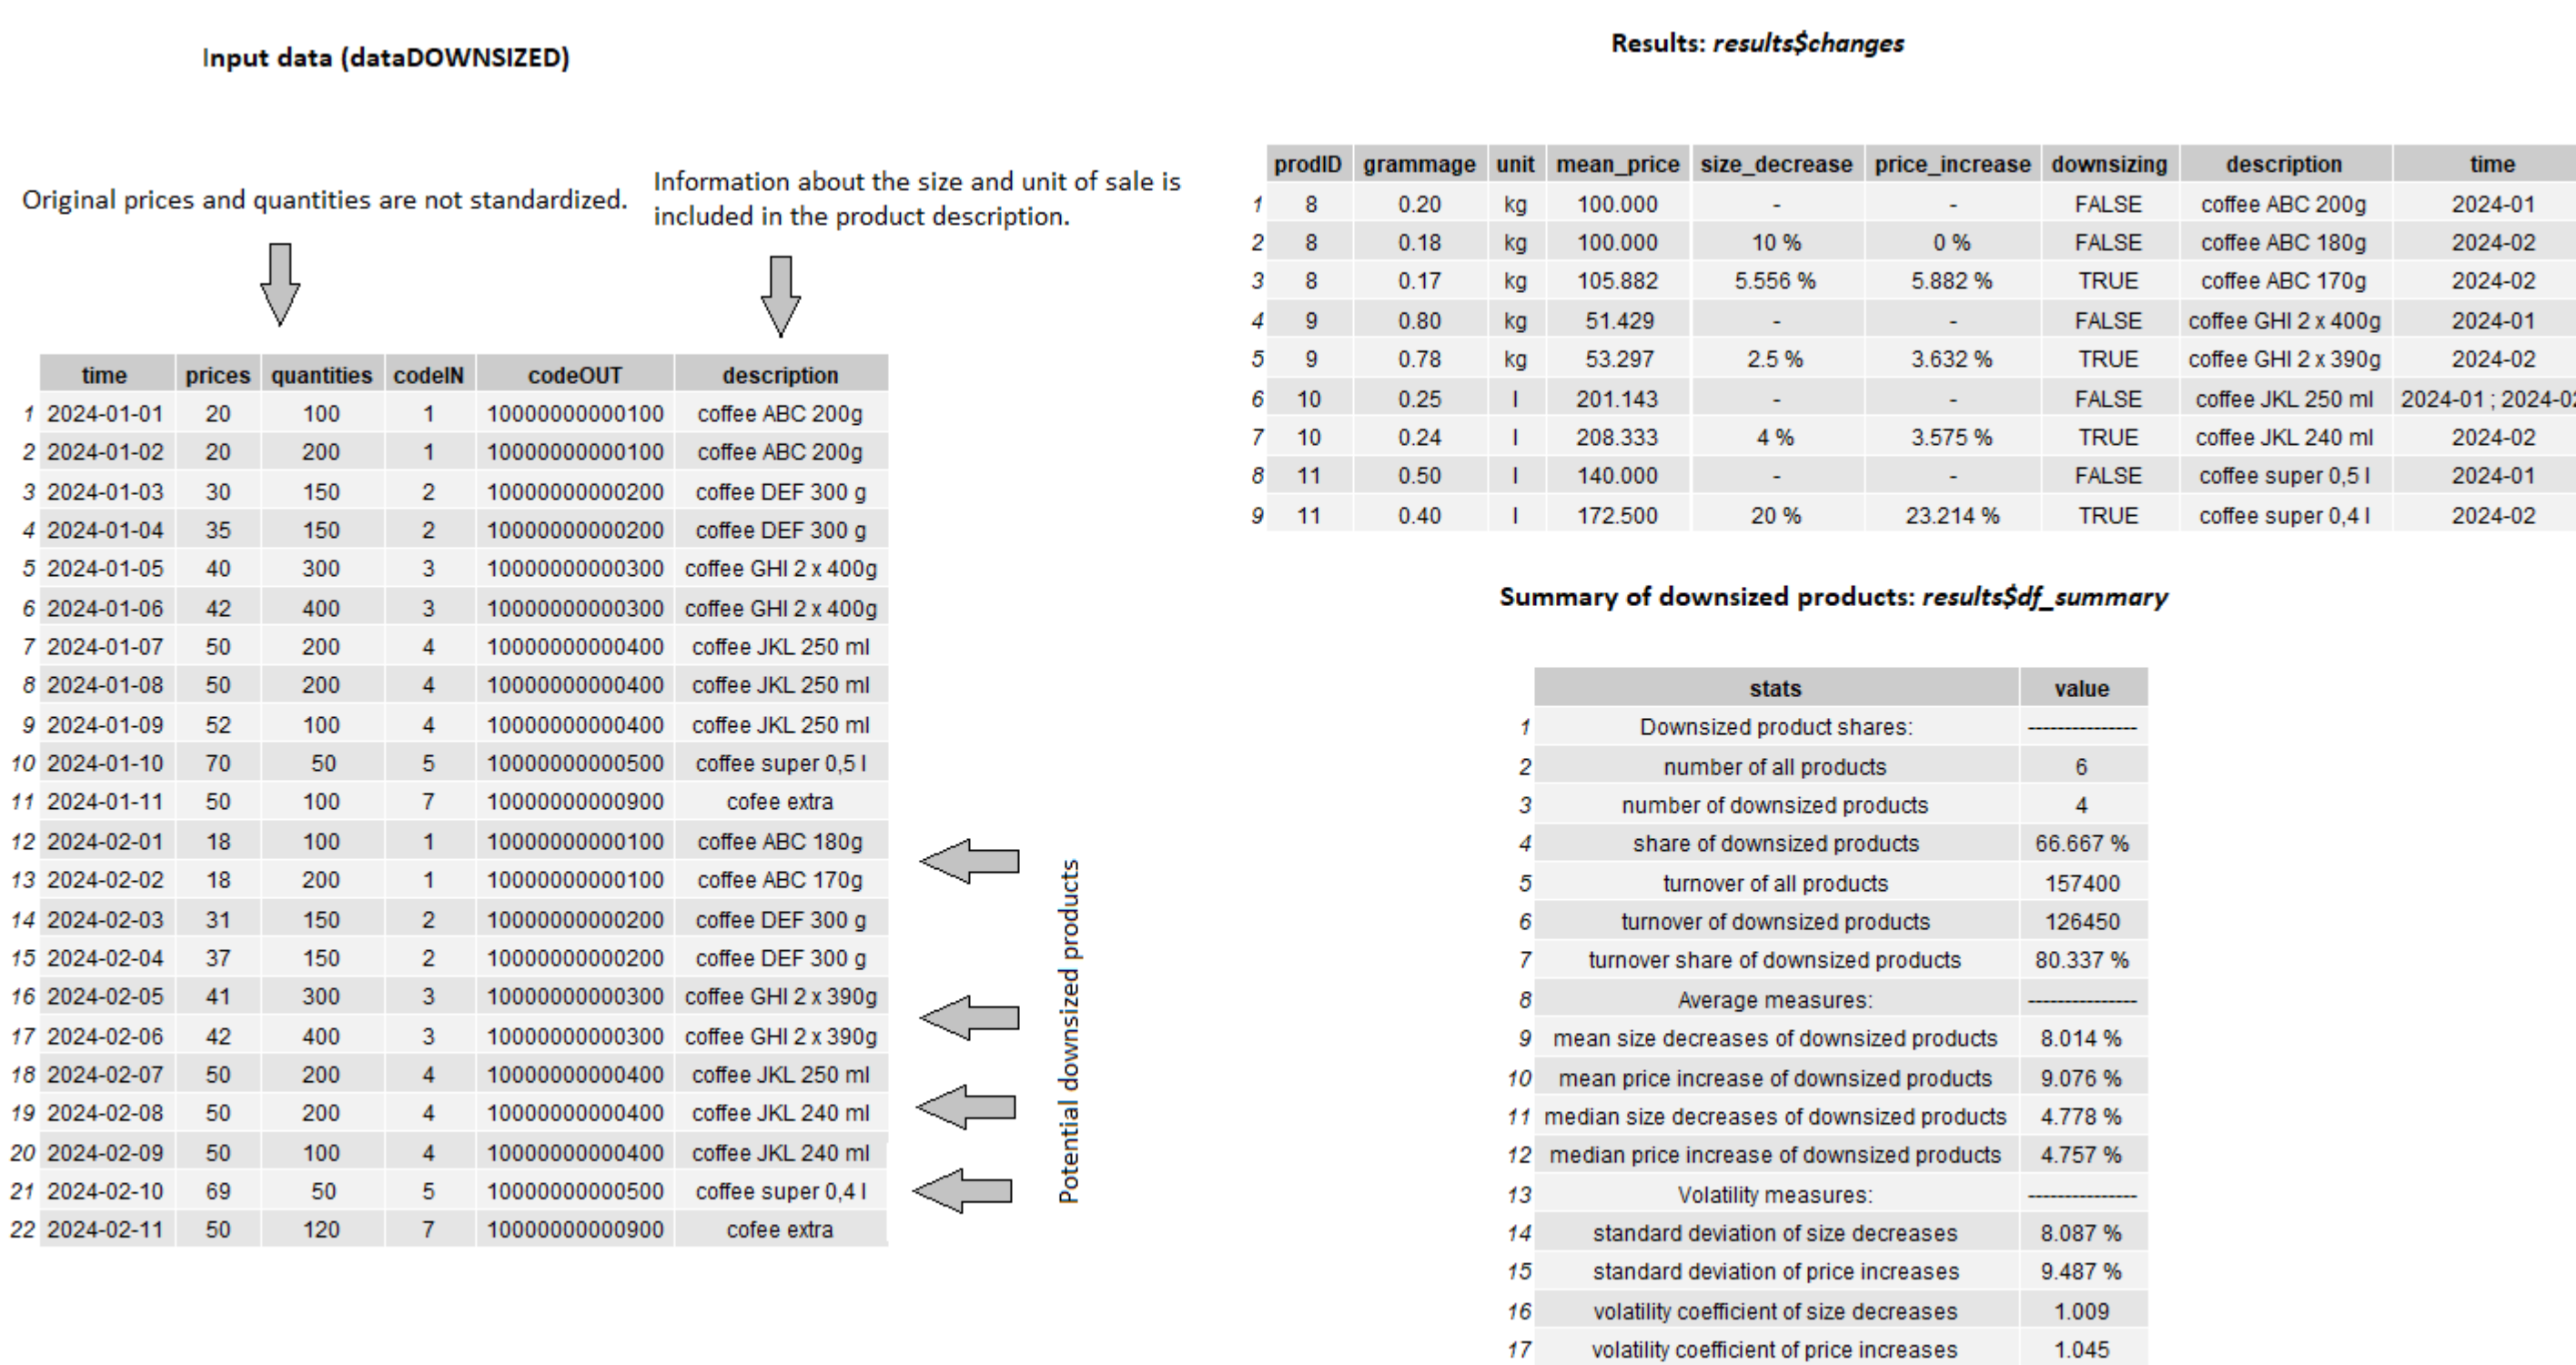 Input data (dataDOWNSIZED)
Original prices and quantities are not standardized.
Information about the size and unit of sale is
included in the product description.
time prices quantities codeIN codeOUT description
1 2024-01-01 20 100 1 10000000000100 coffee ABC 200g
2 2024-01-02 20 200 1 10000000000100 coffee ABC 200g
3 2024-01-03 30 150 2 10000000000200 coffee DEF 300 g
4 2024-01-04 35 150 2 10000000000200 coffee DEF 300 g
5 2024-01-05 40 300 3 10000000000300 coffee GHI 2 x 400g
6 2024-01-06 42 400 3 10000000000300 coffee GHI 2 x 400g
7 2024-01-07 50 200 4 10000000000400 coffee JKL 250 ml
8 2024-01-08 50 200 4 10000000000400 coffee JKL 250 ml
9 2024-01-09 52 100 4 10000000000400 coffee JKL 250 ml
10 2024-01-10 70 50 5 10000000000500 coffee super 0,5 l
11 2024-01-11 50 100 7 10000000000900 cofee extra
12 2024-02-01 18 100 1 10000000000100 coffee ABC 180g
13 2024-02-02 18 200 1 10000000000100 coffee ABC 170g
14 2024-02-03 31 150 2 10000000000200 coffee DEF 300 g
15 2024-02-04 37 150 2 10000000000200 coffee DEF 300 g
16 2024-02-05 41 300 3 10000000000300 coffee GHI 2 x 390g
17 2024-02-06 42 400 3 10000000000300 coffee GHI 2 x 390g
18 2024-02-07 50 200 4 10000000000400 coffee JKL 250 ml
19 2024-02-08 50 200 4 10000000000400 coffee JKL 240 ml
20 2024-02-09 50 100 4 10000000000400 coffee JKL 240 ml
21 2024-02-10 69 50 5 10000000000500 coffee super 0,4 l
22 2024-02-11 50 120 7 10000000000900 cofee extra
Potential downsized products
Results: results$changes
prodID grammage unit mean_price size_decrease price_increase downsizing description time
1 8 0.20 kg 100.000 - - FALSE coffee ABC 200g 2024-01
2 8 0.18 kg 100.000 10 % 0 % FALSE coffee ABC 180g 2024-02
3 8 0.17 kg 105.882 5.556 % 5.882 % TRUE coffee ABC 170g 2024-02
4 9 0.80 kg 51.429 - - FALSE coffee GHI 2 x 400g 2024-01
5 9 0.78 kg 53.297 2.5 % 3.632 % TRUE coffee GHI 2 x 390g 2024-02
6 10 0.25 l 201.143 - - FALSE coffee JKL 250 ml 2024-01 ; 2024-02
7 10 0.24 l 208.333 4 % 3.575 % TRUE coffee JKL 240 ml 2024-02
8 11 0.50 l 140.000 - - FALSE coffee super 0,5 l 2024-01
9 11 0.40 l 172.500 20 % 23.214 % TRUE coffee super 0,4 l 2024-02
Summary of downsized products: results$df_summary
stats value
1 Downsized product shares: ---------------
2 number of all products 6
3 number of downsized products 4
4 share of downsized products 66.667 %
5 turnover of all products 157400
6 turnover of downsized products 126450
7 turnover share of downsized products 80.337 %
8 Average measures: ---------------
9 mean size decreases of downsized products 8.014 %
10 mean price increase of downsized products 9.076 %
11 median size decreases of downsized products 4.778 %
12 median price increase of downsized products 4.757 %
13 Volatility measures: ---------------
14 standard deviation of size decreases 8.087 %
15 standard deviation of price increases 9.487 %
16 volatility coefficient of size decreases 1.009
17 volatility coefficient of price increases 1.045